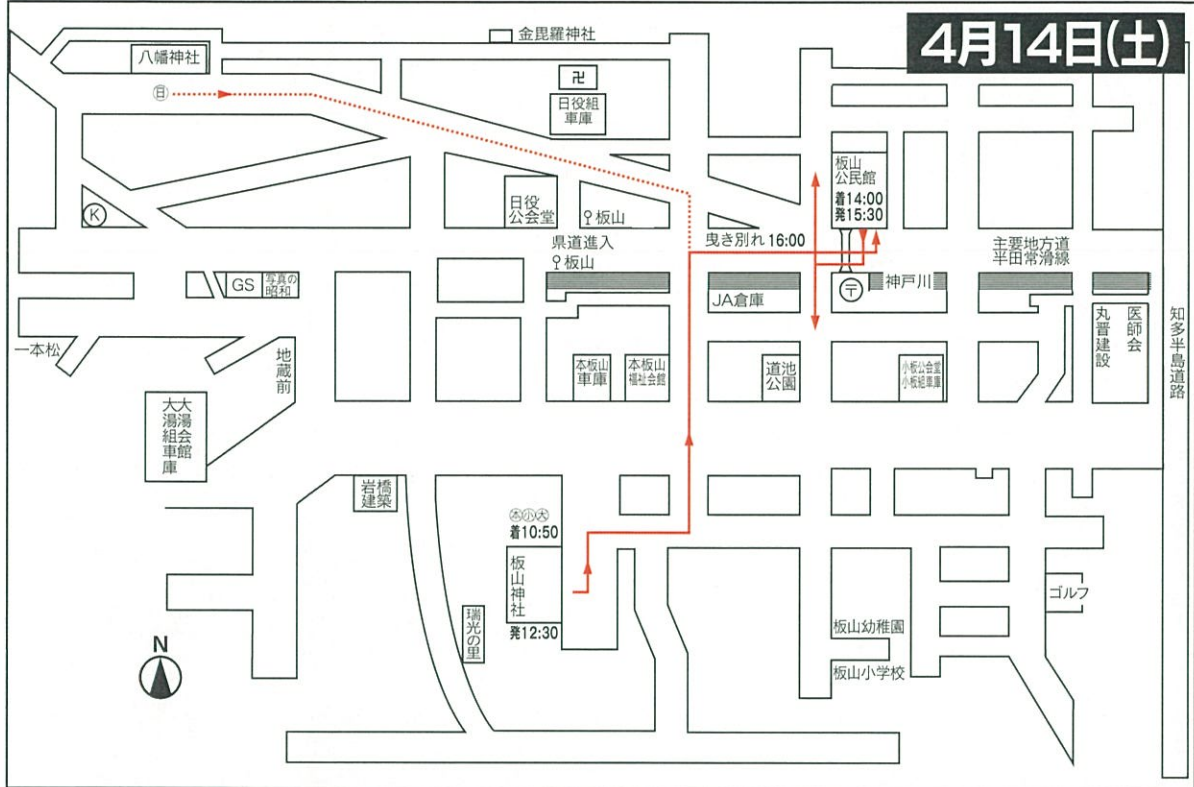 4月14日(土)
金毘羅神社
八幡神社
卍
日役組
車庫
㊐
板山
公民館
着14:00
発15:30
日役
公会堂
板山
K
県道進入
板山
曳き別れ 16:00
主要地方道
半田常滑線
GS
写真の
昭和
〒
神戸川
JA倉庫
一本松
地蔵前
本板山
車庫
本板山
福祉会館
道池
公園
小板公会堂
小板組車庫
丸晋建設
医師会
知多半島道路
大湯会館
大湯組車庫
岩橋
建築
本小大
着10:50
板山神社
発12:30
瑞光の里
ゴルフ
板山幼稚園
板山小学校
N